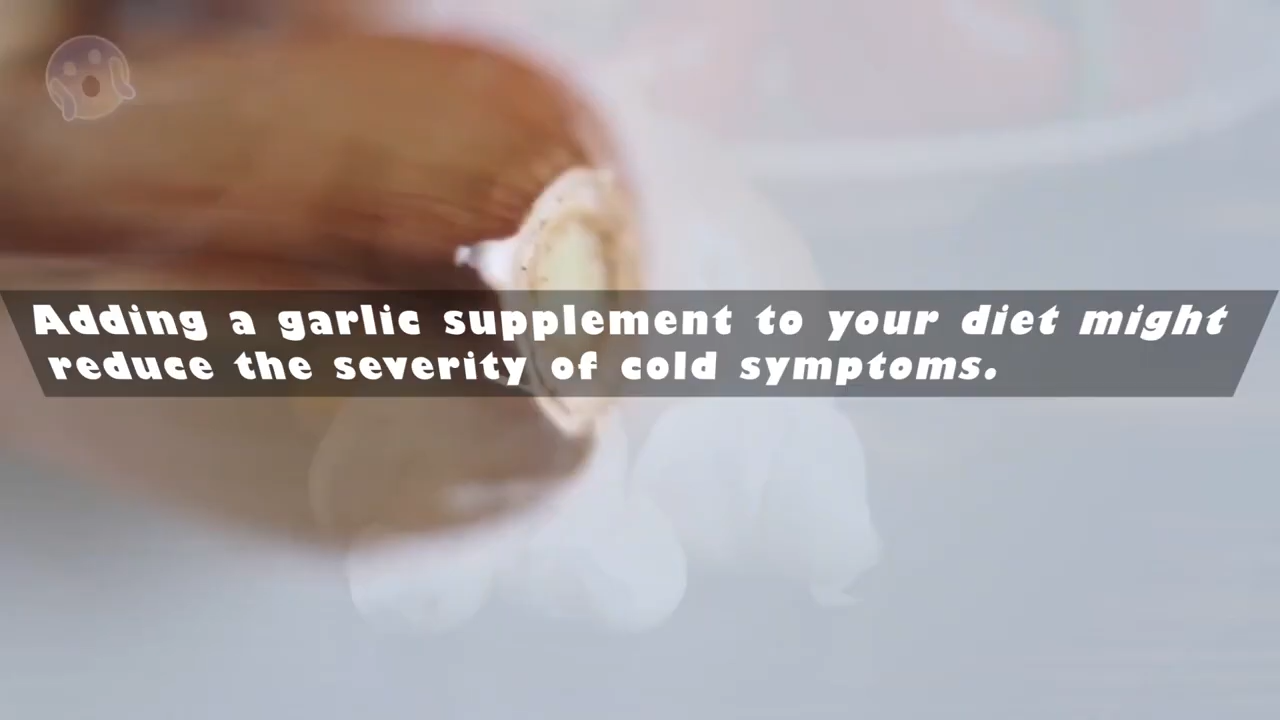 Adding a garlic supplement to your diet might
reduce the severity of cold symptoms.